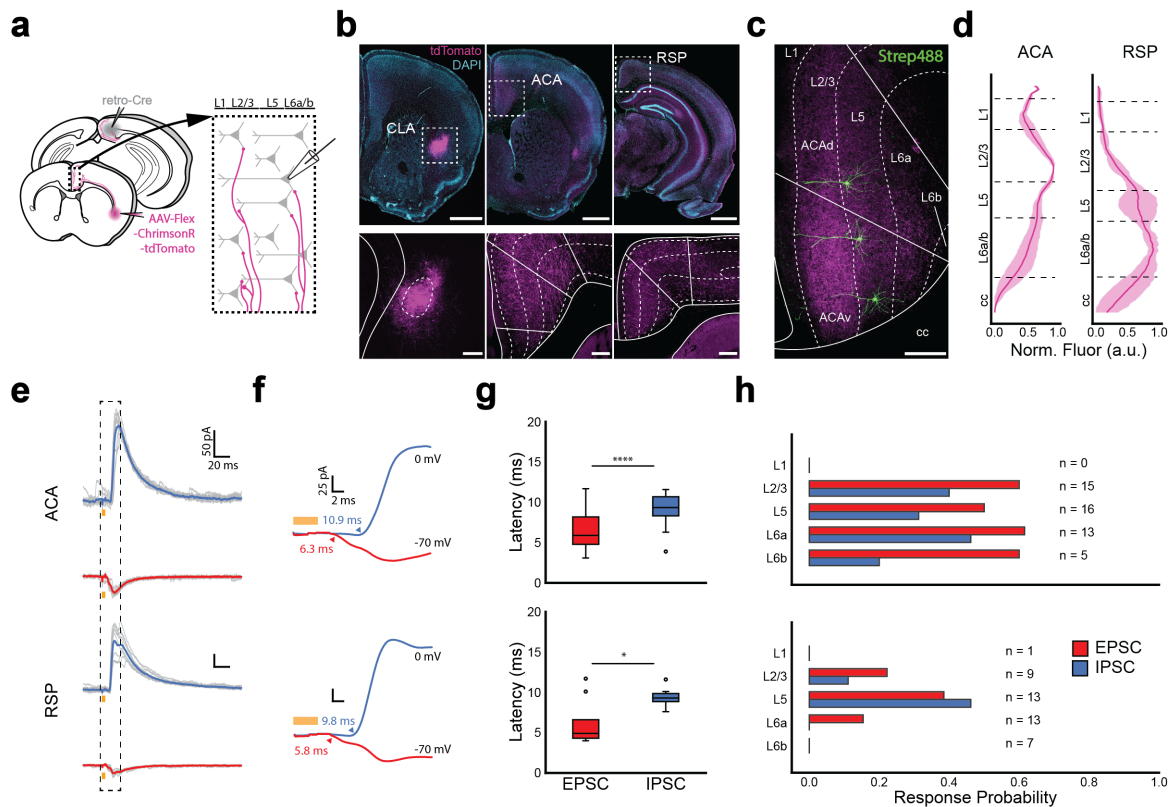 a
retro-Cre
L1 L2/3 L5 L6a/b
AAV-Flex
-ChrimsonR
-tdTomato
b
tdTomato
DAPI
CLA
ACA
RSP
c
Strep488
L1
L2/3
L5
ACAd
L6a
L6b
ACAv
cc
d
ACA
RSP
L1
L2/3
L5
L6a/b
cc
L1
L2/3
L5
L6a/b
cc
0 0.5 1.0
0 0.5 1.0
Norm. Fluor (a.u.)
e
ACA
50 pA
20 ms
RSP
f
25 pA
2 ms
0 mV
10.9 ms
6.3 ms
-70 mV
0 mV
9.8 ms
5.8 ms
-70 mV
g
Latency (ms)
20
15
10
5
0
****
Latency (ms)
20
15
10
5
0
*
EPSC IPSC
h
L1 n = 0
L2/3 n = 15
L5 n = 16
L6a n = 13
L6b n = 5
L1 n = 1
L2/3 n = 9
L5 n = 13
L6a n = 13
L6b n = 7
EPSC
IPSC
0.0 0.2 0.4 0.6 0.8 1.0
Response Probability